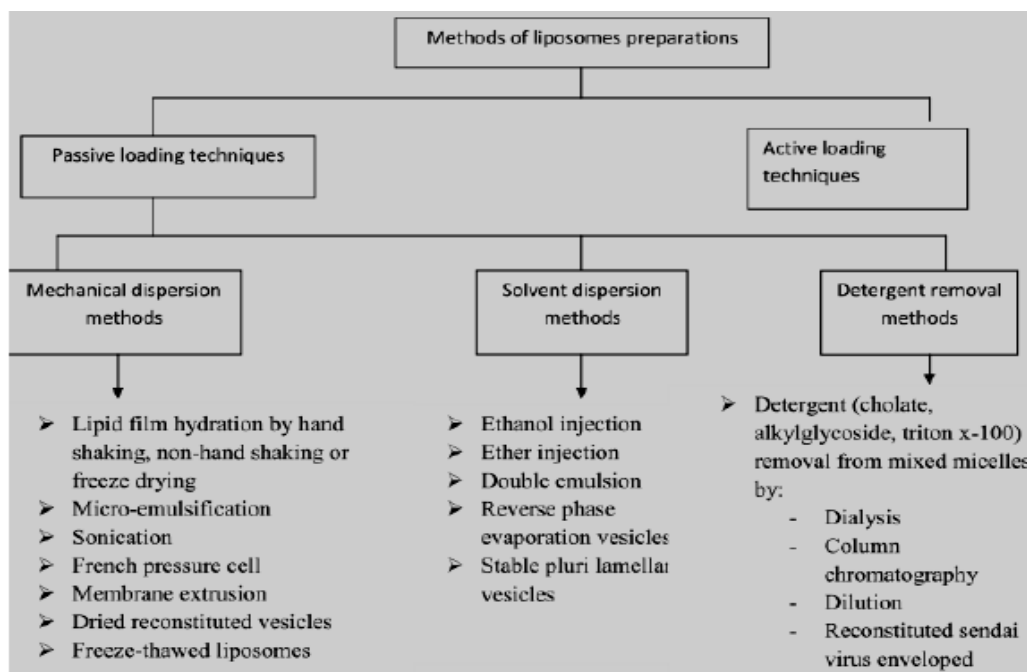 Methods of liposomes preparations
Passive loading techniques
Active loading
techniques
Mechanical dispersion
methods
Solvent dispersion
methods
Detergent removal
methods
➢ Lipid film hydration by hand
shaking, non-hand shaking or
freeze drying
➢ Micro-emulsification
➢ Sonication
➢ French pressure cell
➢ Membrane extrusion
➢ Dried reconstituted vesicles
➢ Freeze-thawed liposomes
➢ Ethanol injection
➢ Ether injection
➢ Double emulsion
➢ Reverse phase
evaporation vesicles
➢ Stable pluri lamellar
vesicles
➢ Detergent (cholate,
alkylglycoside, triton x-100)
removal from mixed micelles
by:
- Dialysis
- Column
chromatography
- Dilution
- Reconstituted sendai
virus enveloped